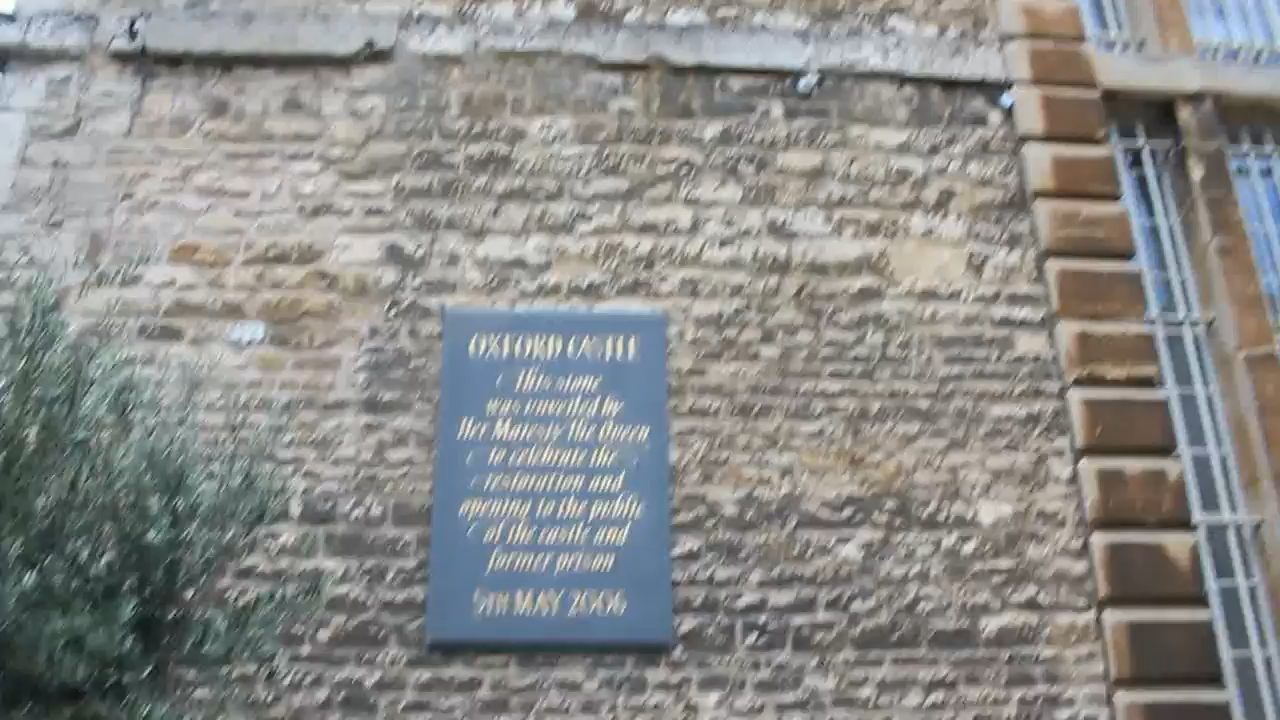 OXFORD CASTLE
This stone
was unveiled by
Her Majesty The Queen
to celebrate the
restoration and
opening to the public
of the castle and
former prison
5TH MAY 2006